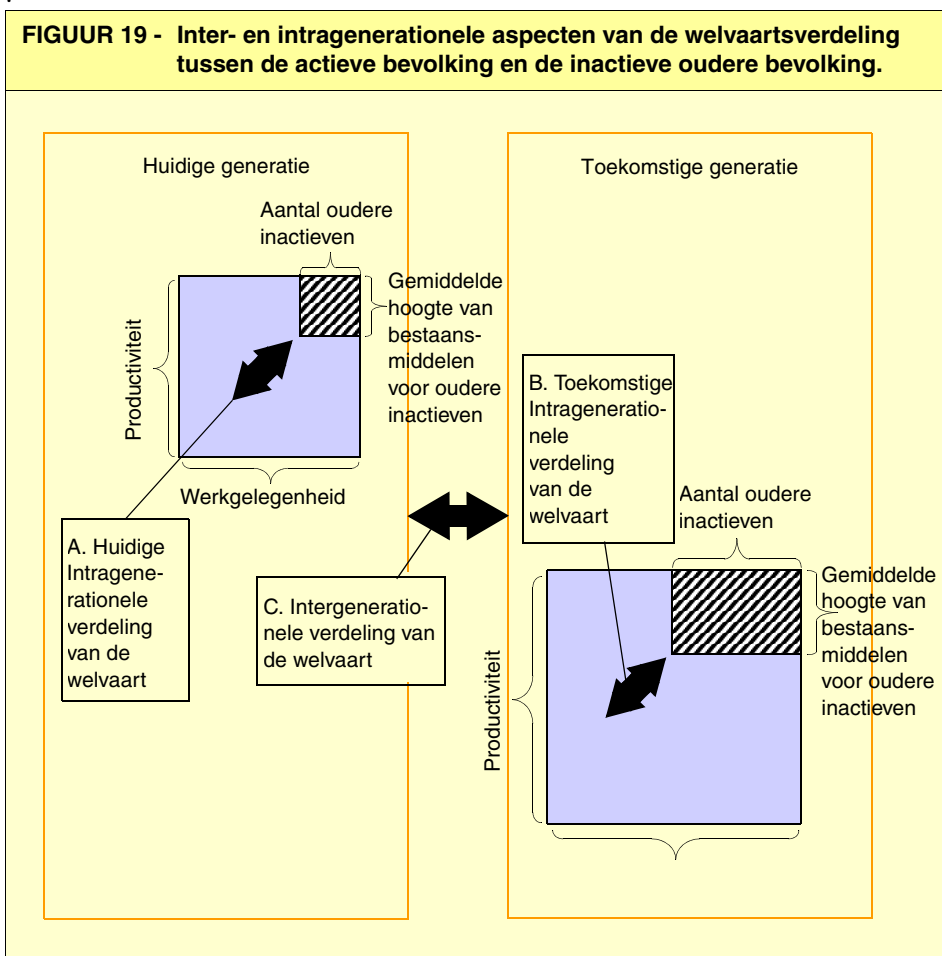 FIGUUR 19 - Inter- en intragenerationele aspecten van de welvaartsverdeling
tussen de actieve bevolking en de inactieve oudere bevolking.
Huidige generatie
Aantal oudere
inactieven
Gemiddelde
hoogte van
bestaans-
middelen
voor oudere
inactieven
Productiviteit
Werkgelegenheid
A. Huidige
Intragene-
rationele
verdeling
van de
welvaart
C. Intergeneratio-
nele verdeling van
de welvaart
Toekomstige generatie
B. Toekomstige
Intrageneratio-
nele
verdeling
van de
welvaart
Aantal oudere
inactieven
Gemiddelde
hoogte van
bestaans-
middelen
voor oudere
inactieven
Productiviteit